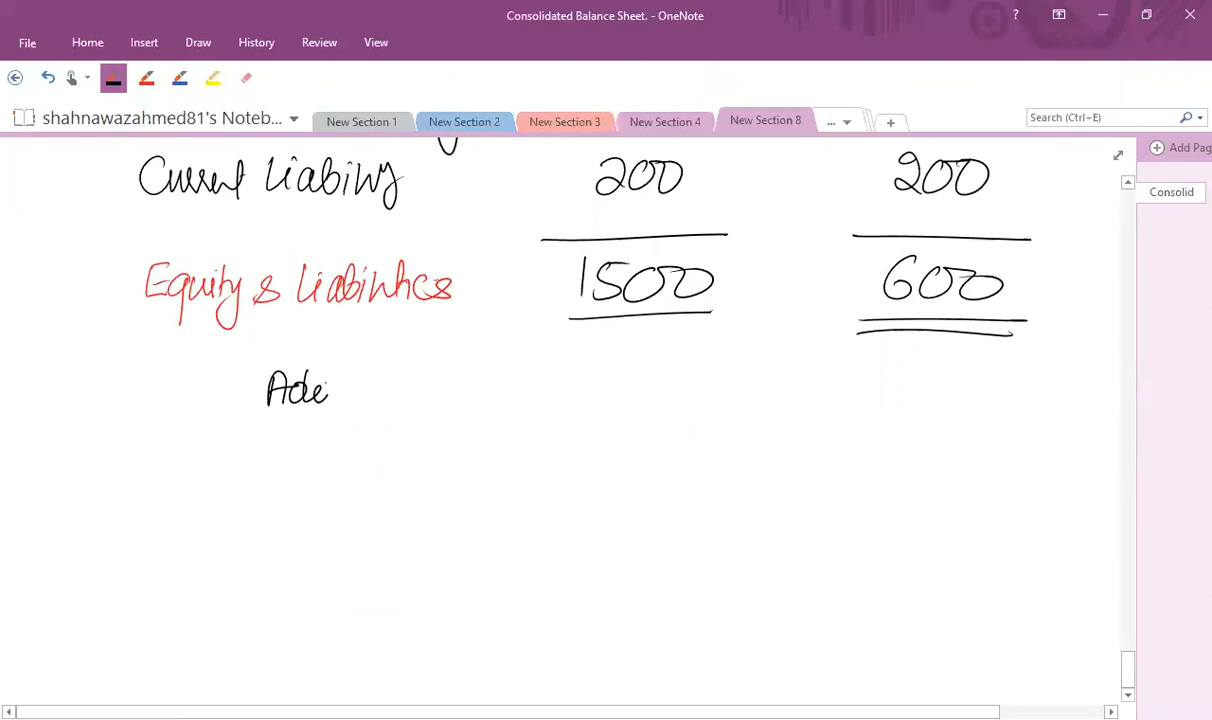 Consolidated Balance Sheet. - OneNote
?
File Home Insert Draw History Review View
shahnawazahmed81's Noteb... New Section 1 New Section 2 New Section 3 New Section 4 New Section 8 ... + Search (Ctrl+E)
Add Pag
Consolid
Current Liability 200 200
Equity & Liabilities 1500 600
Ade